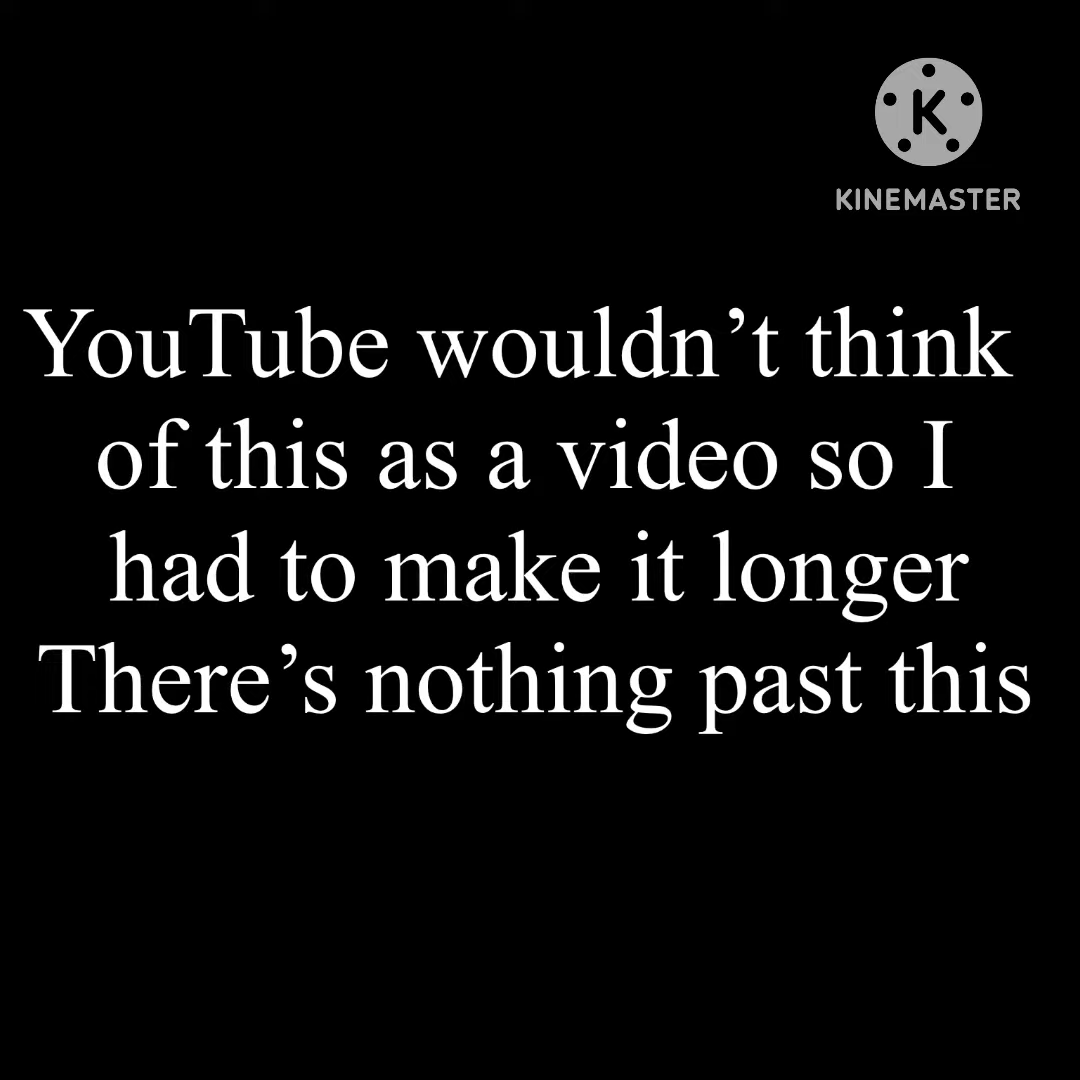 K
KINEMASTER
YouTube wouldn’t think
of this as a video so I
had to make it longer
There’s nothing past this